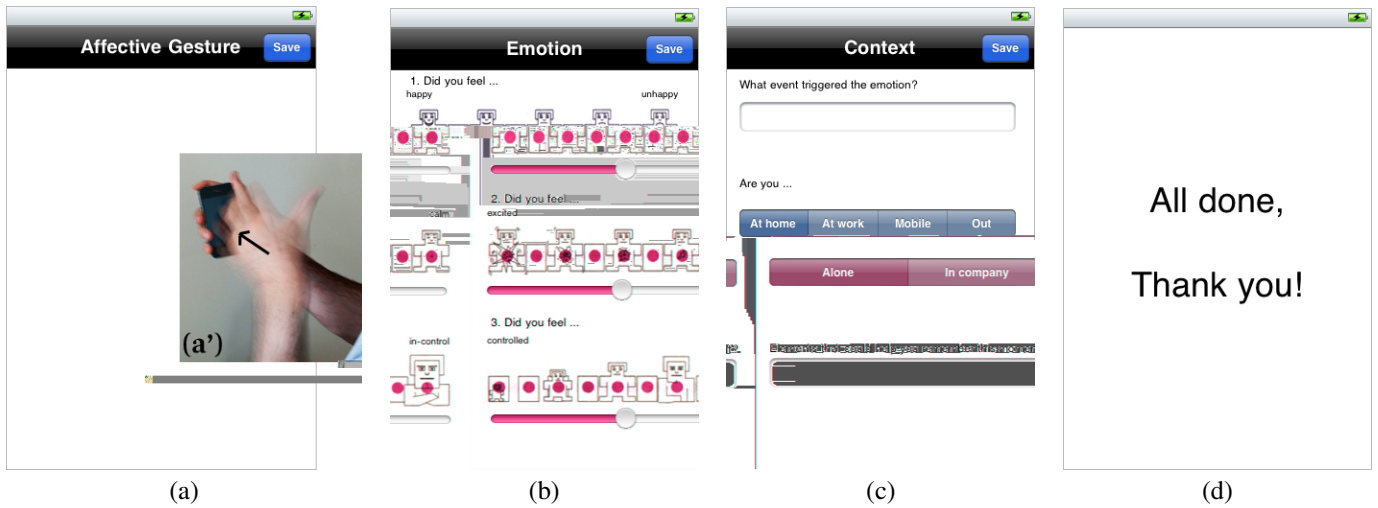 Affective Gesture
Save
(a')
(a)
Emotion
Save
1. Did you feel ...
happy
unhappy
2. Did you feel ...
calm
excited
3. Did you feel ...
in-control
controlled
(b)
Context
Save
What event triggered the emotion?
Are you ...
At home
At work
Mobile
Out
Alone
In company
(c)
All done,
Thank you!
(d)